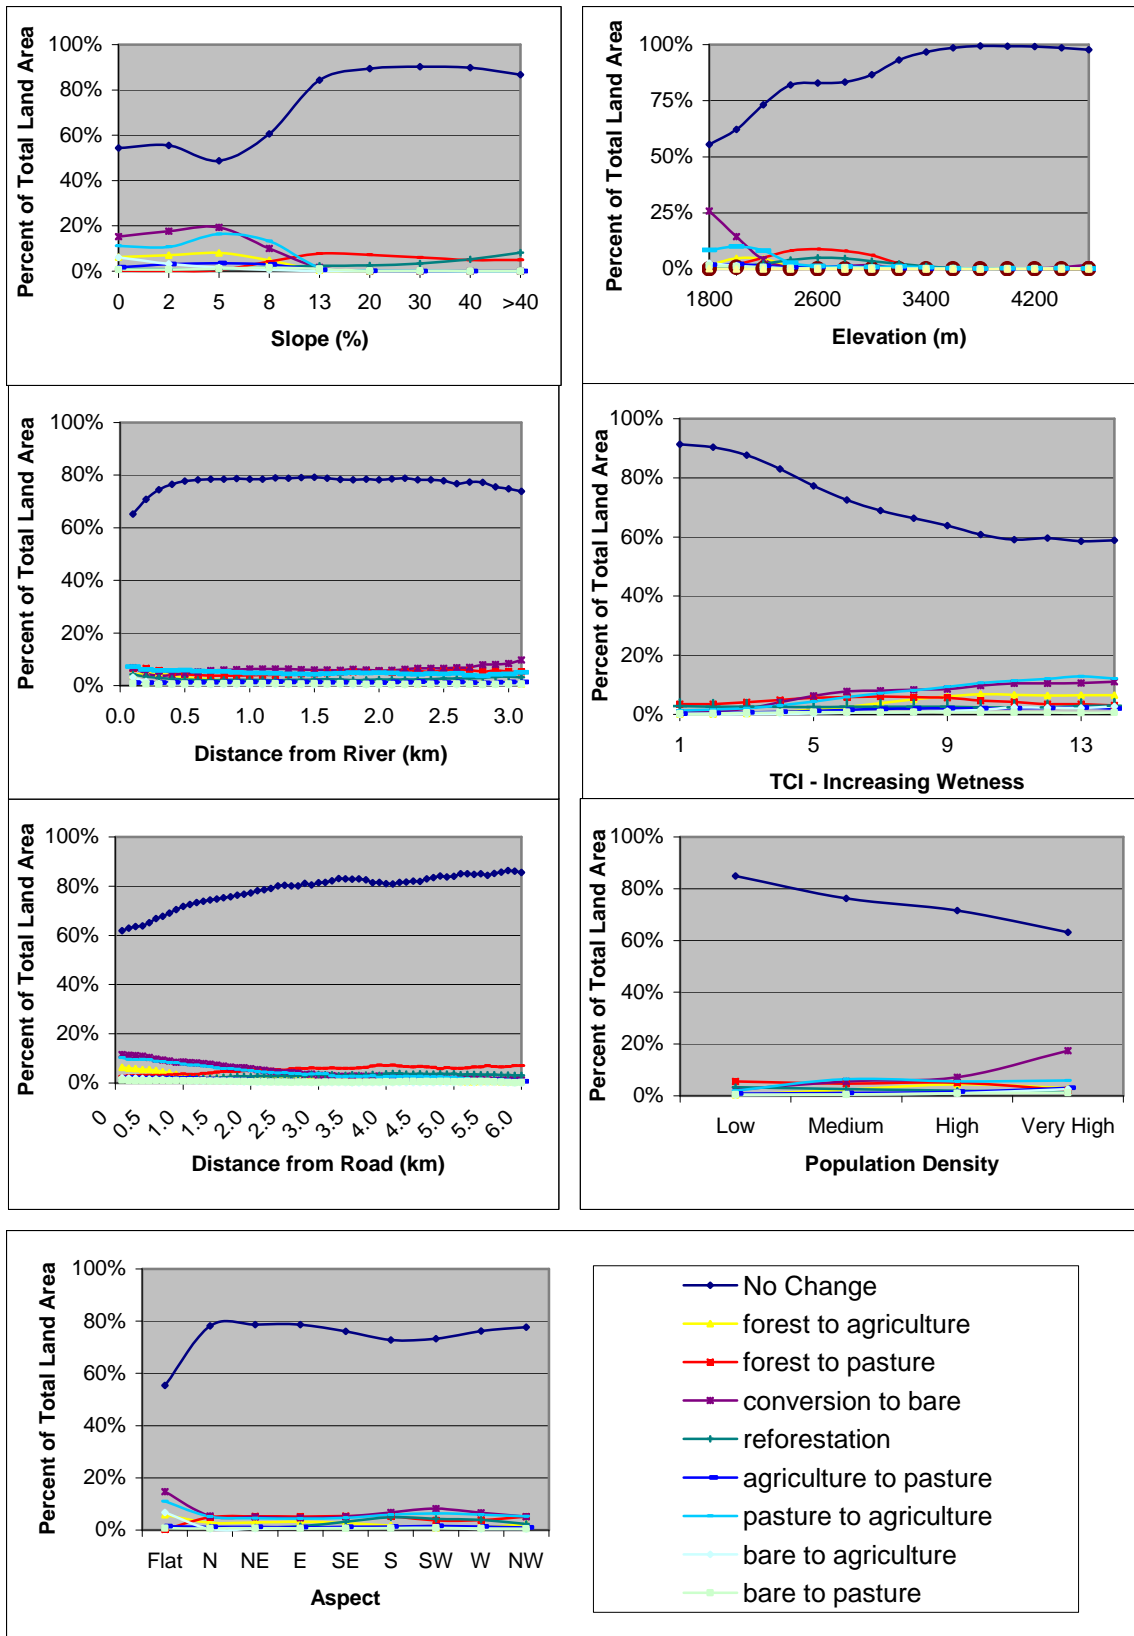 Percent of Total Land Area
100%
80%
60%
40%
20%
0%
0 2 5 8 13 20 30 40 >40
Slope (%)
Percent of Total Land Area
100%
75%
50%
25%
0%
1800 2600 3400 4200
Elevation (m)
Percent of Total Land Area
100%
80%
60%
40%
20%
0%
0.0 0.5 1.0 1.5 2.0 2.5 3.0
Distance from River (km)
Percent of Total Land Area
100%
80%
60%
40%
20%
0%
1 5 9 13
TCI - Increasing Wetness
Percent of Total Land Area
100%
80%
60%
40%
20%
0%
0 0.5 1.0 1.5 2.0 2.5 3.0 3.5 4.0 4.5 5.0 5.5 6.0
Distance from Road (km)
Percent of Total Land Area
100%
80%
60%
40%
20%
0%
Low Medium High Very High
Population Density
Percent of Total Land Area
100%
80%
60%
40%
20%
0%
Flat N NE E SE S SW W NW
Aspect
No Change
forest to agriculture
forest to pasture
conversion to bare
reforestation
agriculture to pasture
pasture to agriculture
bare to agriculture
bare to pasture